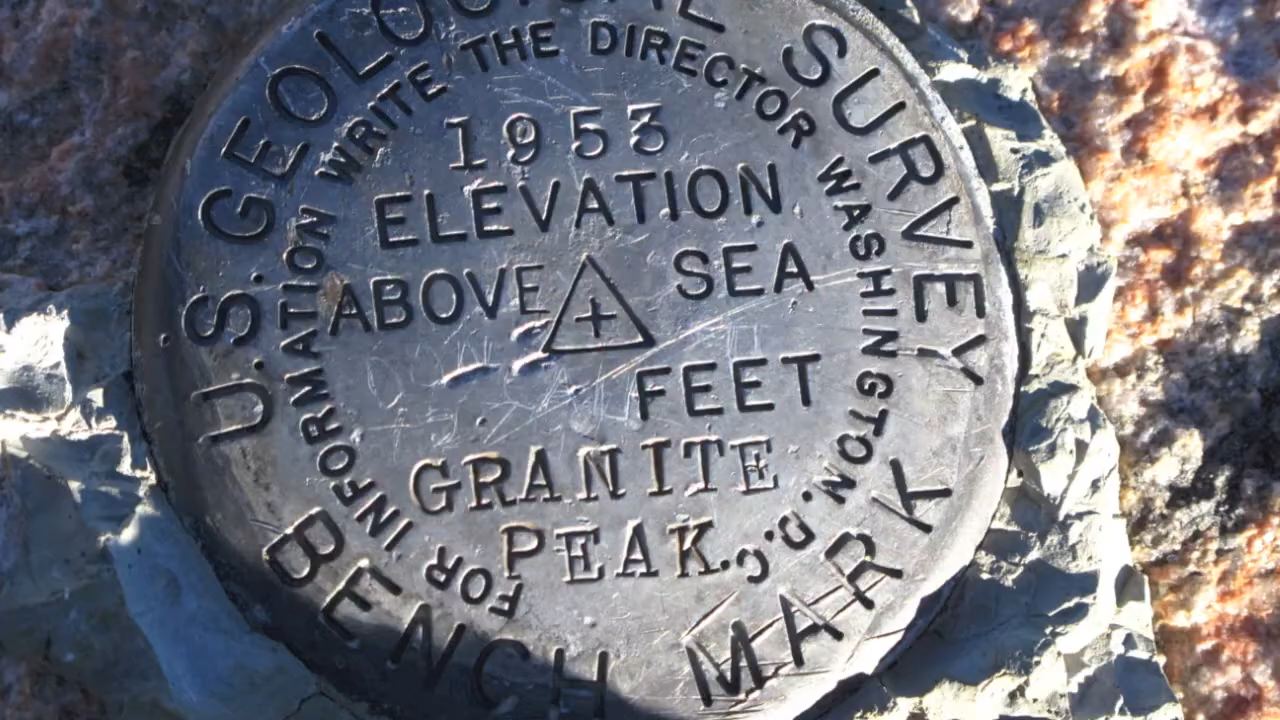 U.S. GEOLOGICAL SURVEY
FOR INFORMATION WRITE THE DIRECTOR WASHINGTON. D.C.
1953
ELEVATION
ABOVE SEA
FEET
GRANITE
PEAK.
BENCH MARK